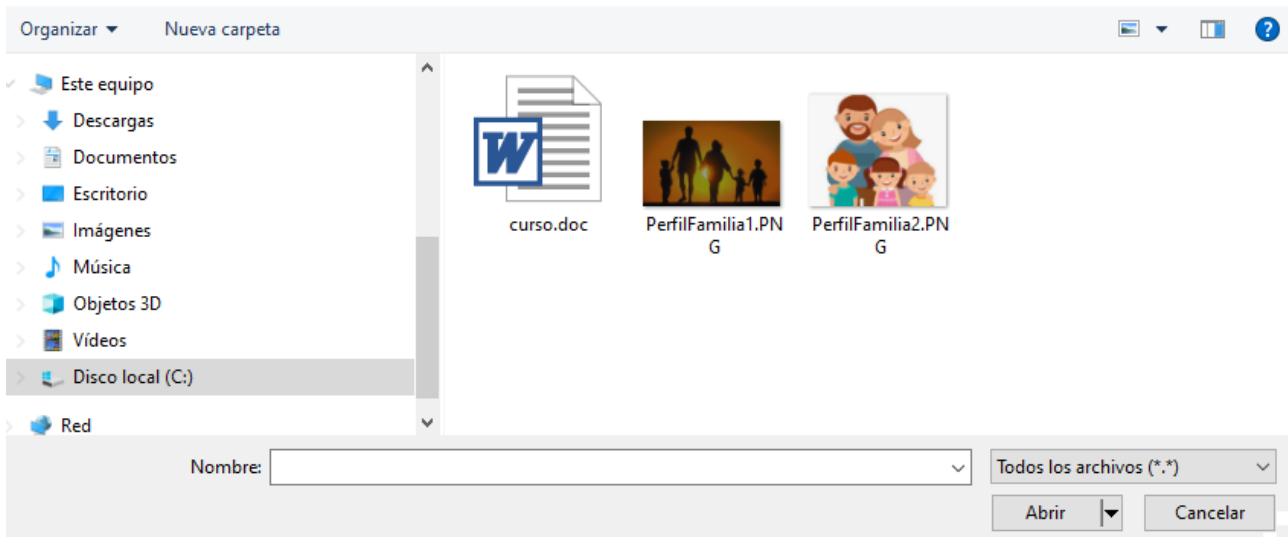 Organizar Nueva carpeta
Este equipo
Descargas
Documentos
Escritorio
Imágenes
Música
Objetos 3D
Vídeos
Disco local (C:)
Red
W
curso.doc
PerfilFamilia1.PN
G
PerfilFamilia2.PN
G
Nombre:
Todos los archivos (*.*)
Abrir
Cancelar